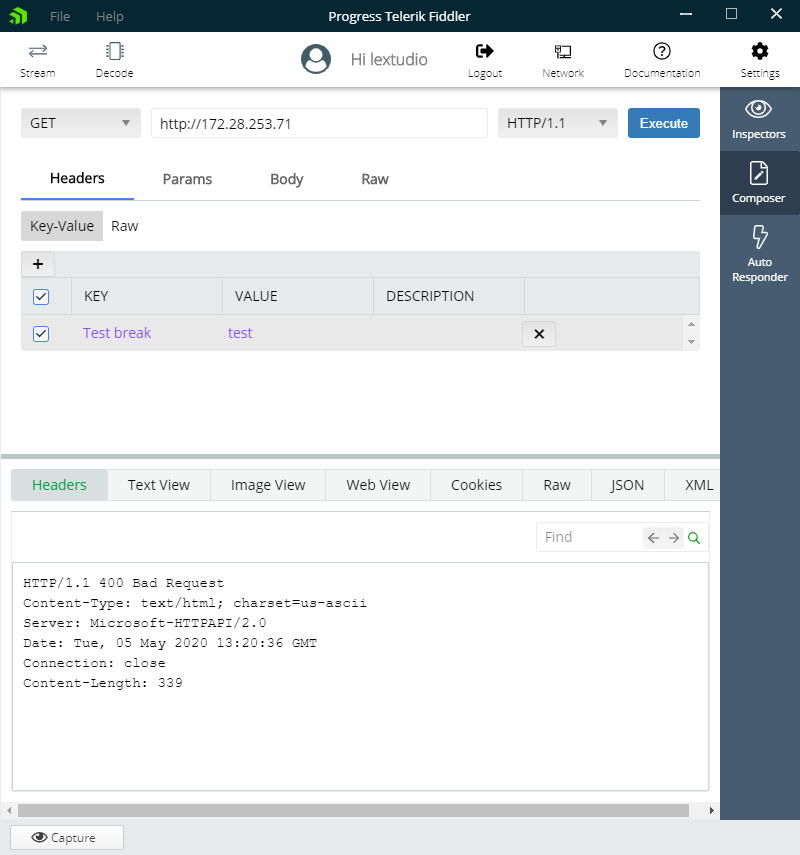 File Help Progress Telerik Fiddler
Stream Decode Hi lextudio Logout Network Documentation Settings
GET http://172.28.253.71 HTTP/1.1 Execute
Inspectors
Composer
Auto
Responder
Headers Params Body Raw
Key-Value Raw
+
KEY VALUE DESCRIPTION
Test break test
Headers Text View Image View Web View Cookies Raw JSON XML
Find
HTTP/1.1 400 Bad Request
Content-Type: text/html; charset=us-ascii
Server: Microsoft-HTTPAPI/2.0
Date: Tue, 05 May 2020 13:20:36 GMT
Connection: close
Content-Length: 339
Capture